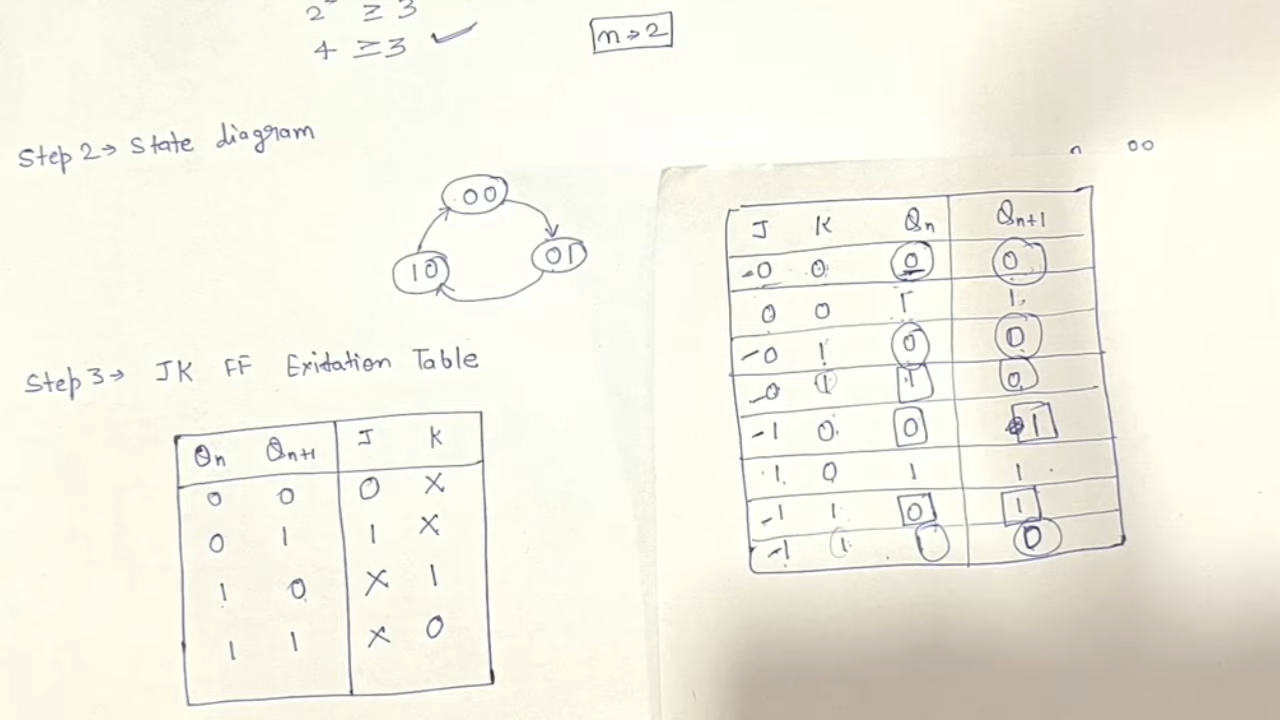 2 ≥ 3
4 ≥ 3 ✓
n → 2
Step 2 → State diagram
00
00
01
10
J K Qn Qn+1
-0 0 0 0
0 0 1 1
-0 1 0 0
-0 1 1 0
-1 0 0 1
1 0 1 1
-1 1 0 1
-1 1 1 0
Step 3 → JK FF Exidation Table
Qn Qn+1 J K
0 0 0 X
0 1 1 X
1 0 X 1
1 1 X 0